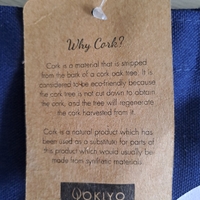 Why Cork?
Cork is a material that is stripped
from the bark of a cork oak tree. It is
considered to be eco-friendly because
the cork tree is not cut down to obtain
the cork, and the tree will regenerate
the cork harvested from it.
Cork is a natural product which has
been used as a substitute for parts of
this product which would usually be
made from synthetic materials.
OKIYO